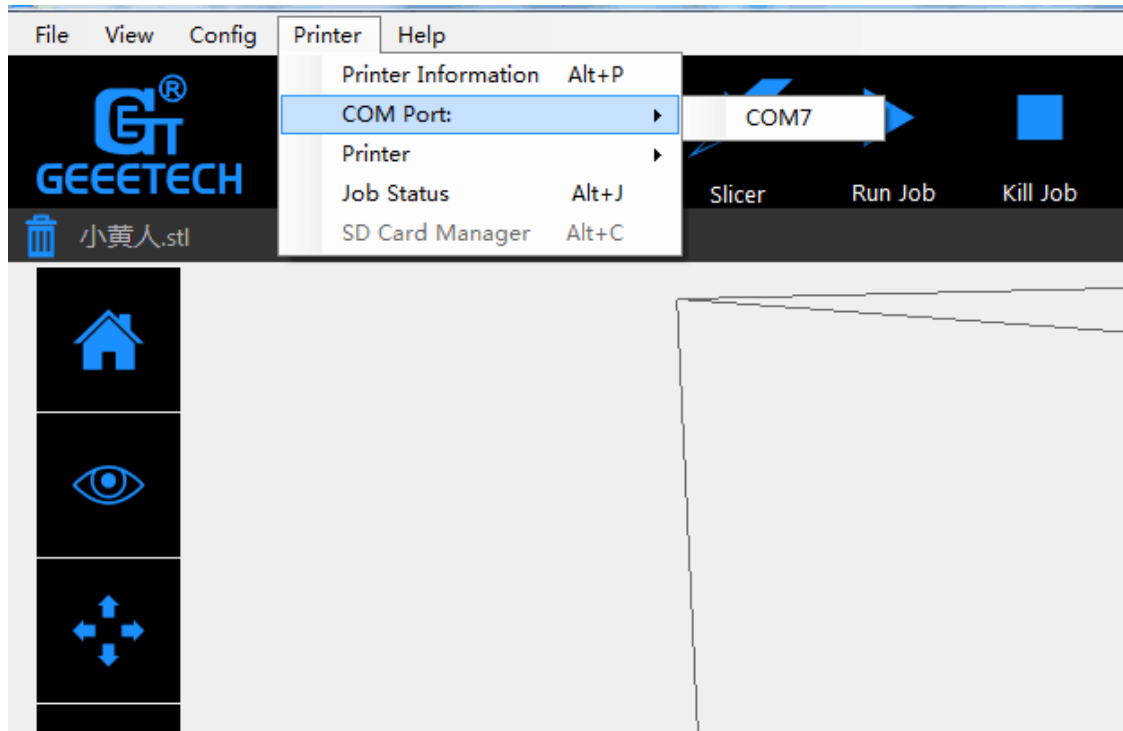 File View Config Printer Help
Printer Information Alt+P
COM Port:
COM7
Printer
Job Status Alt+J
SD Card Manager Alt+C
GT®
GEEETECH
Slicer Run Job Kill Job
小黄人.stl